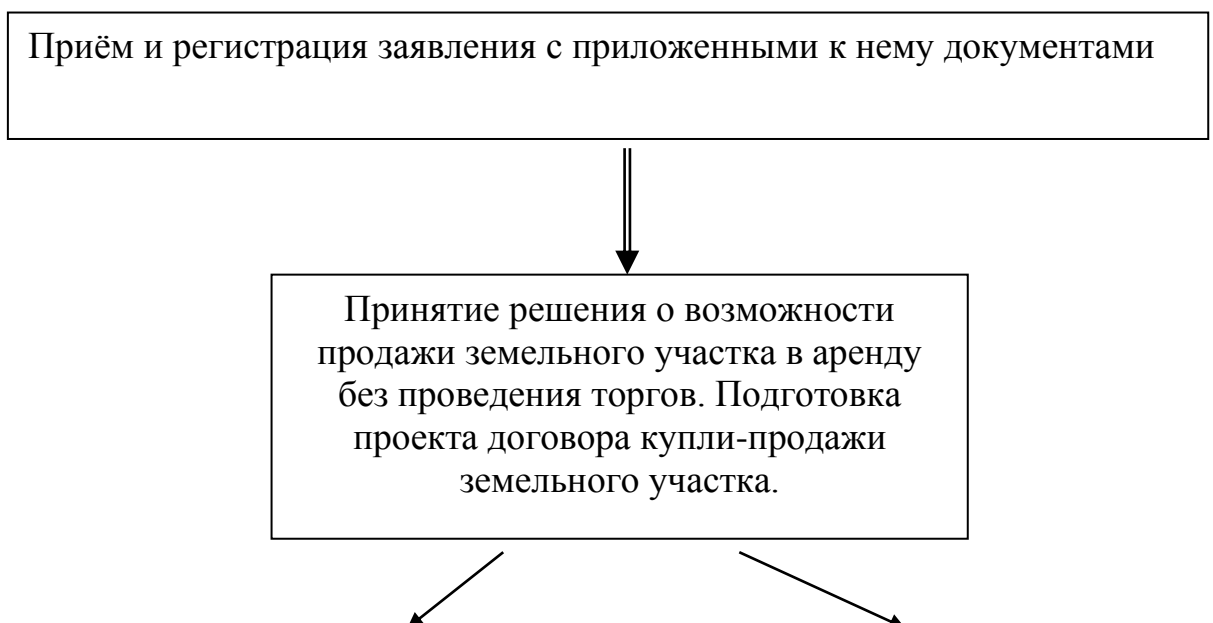 Приём и регистрация заявления с приложенными к нему документами
Принятие решения о возможности
продажи земельного участка в аренду
без проведения торгов. Подготовка
проекта договора купли-продажи
земельного участка.